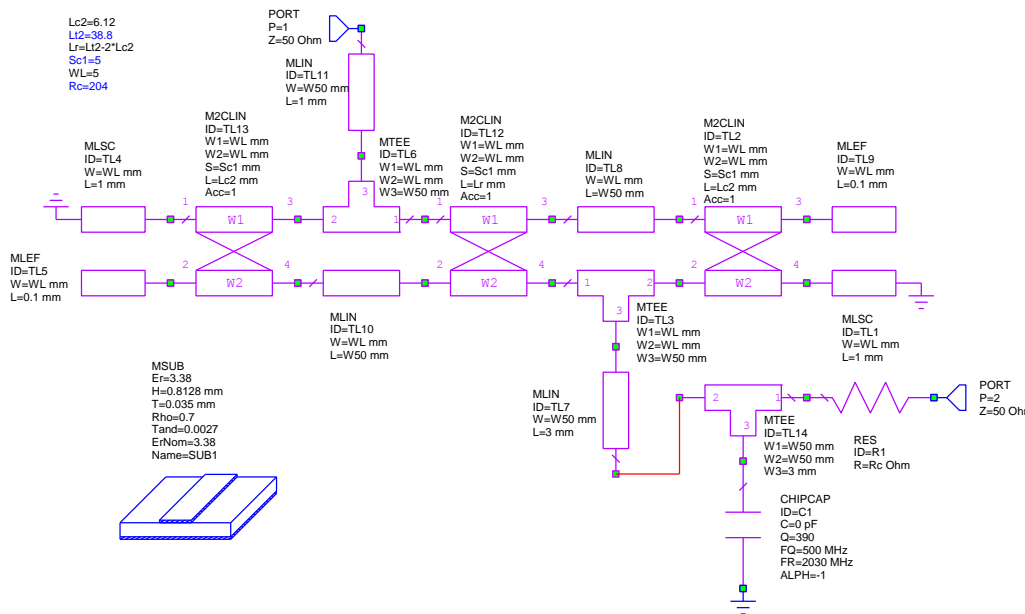 Lc2=6.12
Lt2=38.8
Lr=Lt2-2*Lc2
Sc1=5
WL=5
Rc=204
PORT
P=1
Z=50 Ohm
MLIN
ID=TL11
W=W50 mm
L=1 mm
MLSC
ID=TL4
W=WL mm
L=1 mm
M2CLIN
ID=TL13
W1=WL mm
W2=WL mm
S=Sc1 mm
L=Lc2 mm
Acc=1
MTEE
ID=TL6
W1=WL mm
W2=WL mm
W3=W50 mm
M2CLIN
ID=TL12
W1=WL mm
W2=WL mm
S=Sc1 mm
L=Lr mm
Acc=1
MLIN
ID=TL8
W=WL mm
L=W50 mm
M2CLIN
ID=TL2
W1=WL mm
W2=WL mm
S=Sc1 mm
L=Lc2 mm
Acc=1
MLEF
ID=TL9
W=WL mm
L=0.1 mm
1
W1
3
2
3
1
1
W1
3
1
W1
3
MLEF
ID=TL5
W=WL mm
L=0.1 mm
2
W2
4
2
W2
4
1
2
3
2
W2
4
MLIN
ID=TL10
W=WL mm
L=W50 mm
MTEE
ID=TL3
W1=WL mm
W2=WL mm
W3=W50 mm
MLSC
ID=TL1
W=WL mm
L=1 mm
MSUB
Er=3.38
H=0.8128 mm
T=0.035 mm
Rho=0.7
Tand=0.0027
ErNom=3.38
Name=SUB1
MLIN
ID=TL7
W=W50 mm
L=3 mm
2
1
3
MTEE
ID=TL14
W1=W50 mm
W2=W50 mm
W3=3 mm
RES
ID=R1
R=Rc Ohm
PORT
P=2
Z=50 Ohm
CHIPCAP
ID=C1
C=0 pF
Q=390
FQ=500 MHz
FR=2030 MHz
ALPH=-1